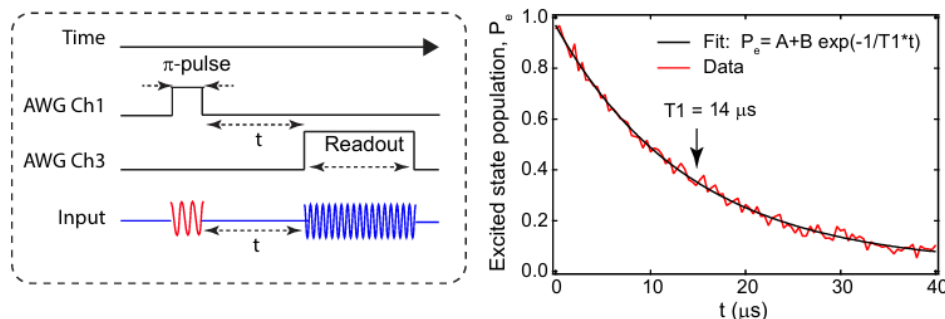 Time
π-pulse
AWG Ch1
t
AWG Ch3
Readout
Input
t
Excited state population, Pₑ
1.0
0.8
0.6
0.4
0.2
0.0
Fit: Pₑ= A+B exp(-1/T1*t)
Data
T1 = 14 μs
0
10
20
30
40
t (μs)